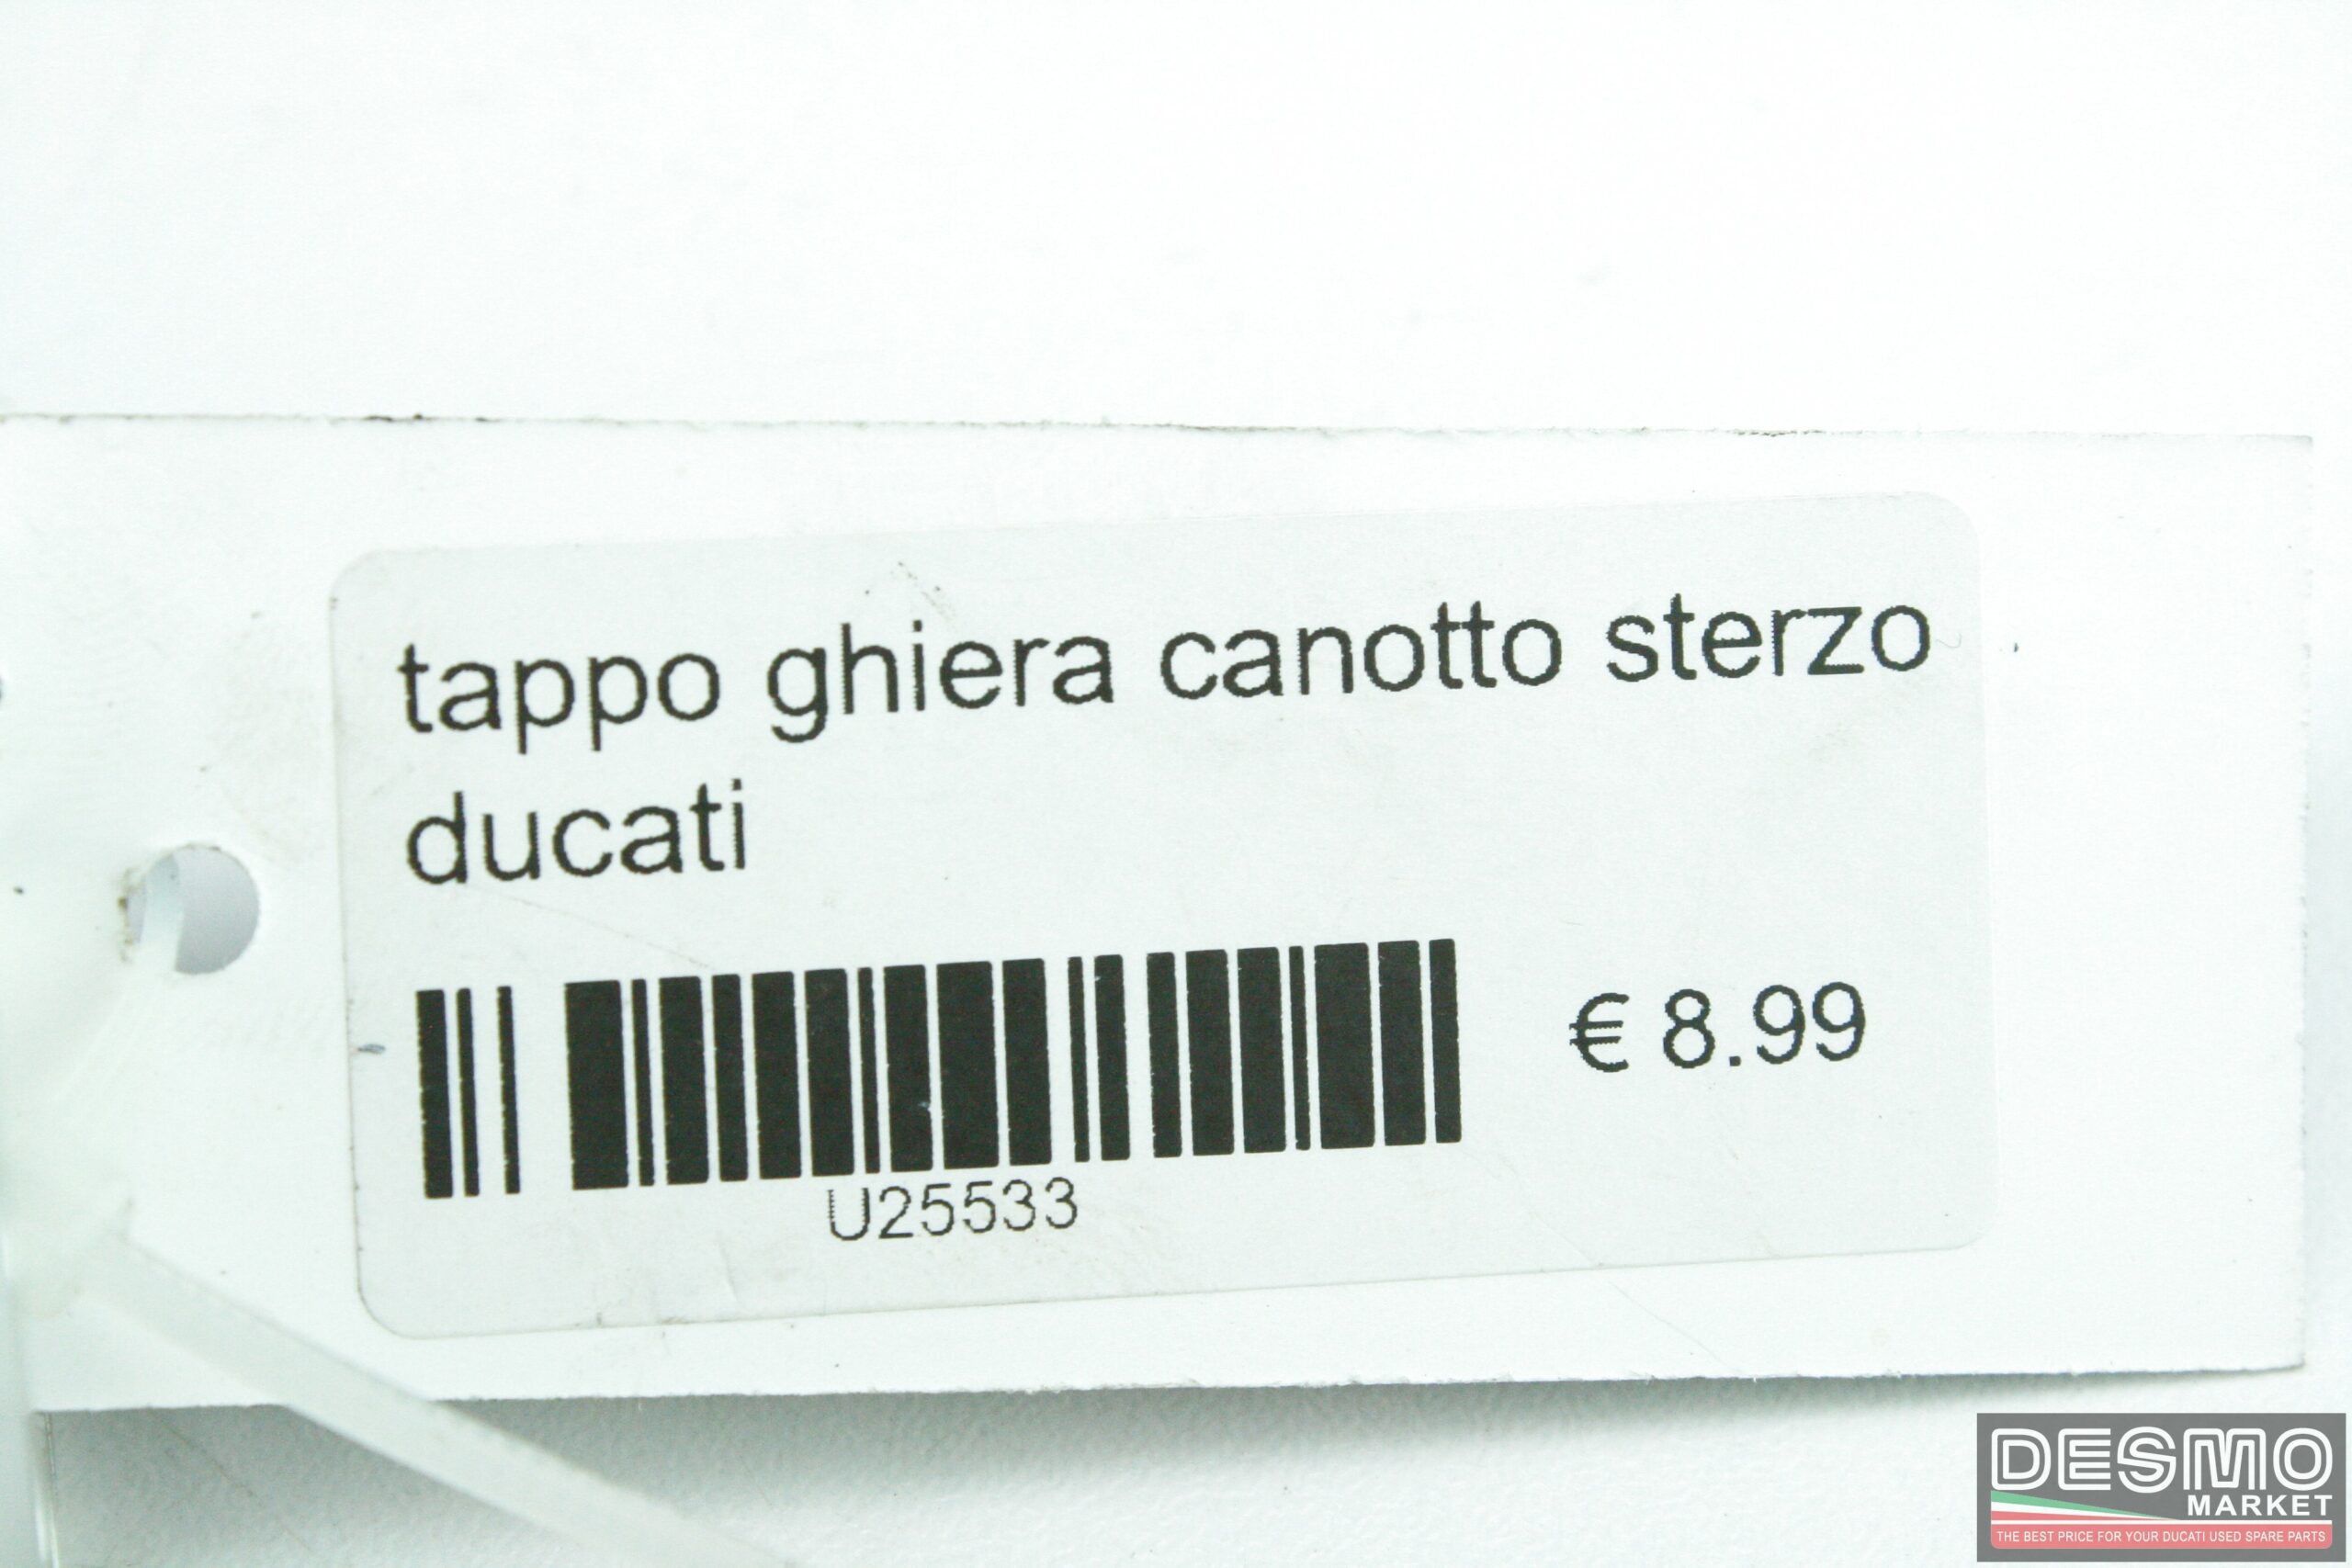 tappo ghiera canotto sterzo
ducati
€ 8.99
U25533
DESMO
MARKET
THE BEST PRICE FOR YOUR DUCATI USED SPARE PARTS